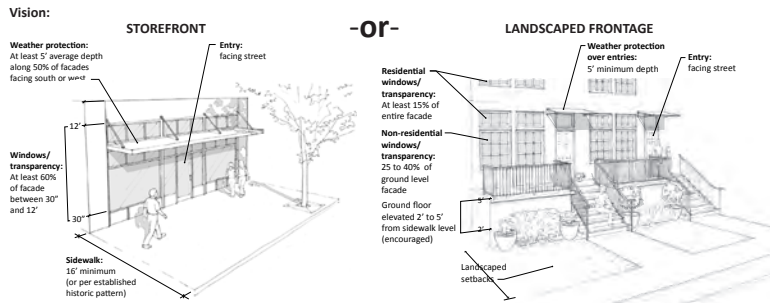 Vision:
STOREFRONT
-or-
LANDSCAPED FRONTAGE
Weather protection:
At least 5’ average depth
along 50% of facades
facing south or west
Entry:
facing street
12’
Windows/
transparency:
At least 60%
of facade
between 30”
and 12’
30”
Sidewalk:
16’ minimum
(or per established
historic pattern)
Weather protection
over entries:
5’ minimum depth
Entry:
facing street
Residential
windows/
transparency:
At least 15% of
entire facade
Non-residential
windows/
transparency:
25 to 40% of
ground level
facade
Ground floor
elevated 2’ to 5’
from sidewalk level
(encouraged)
5’
2’
Landscaped
setbacks